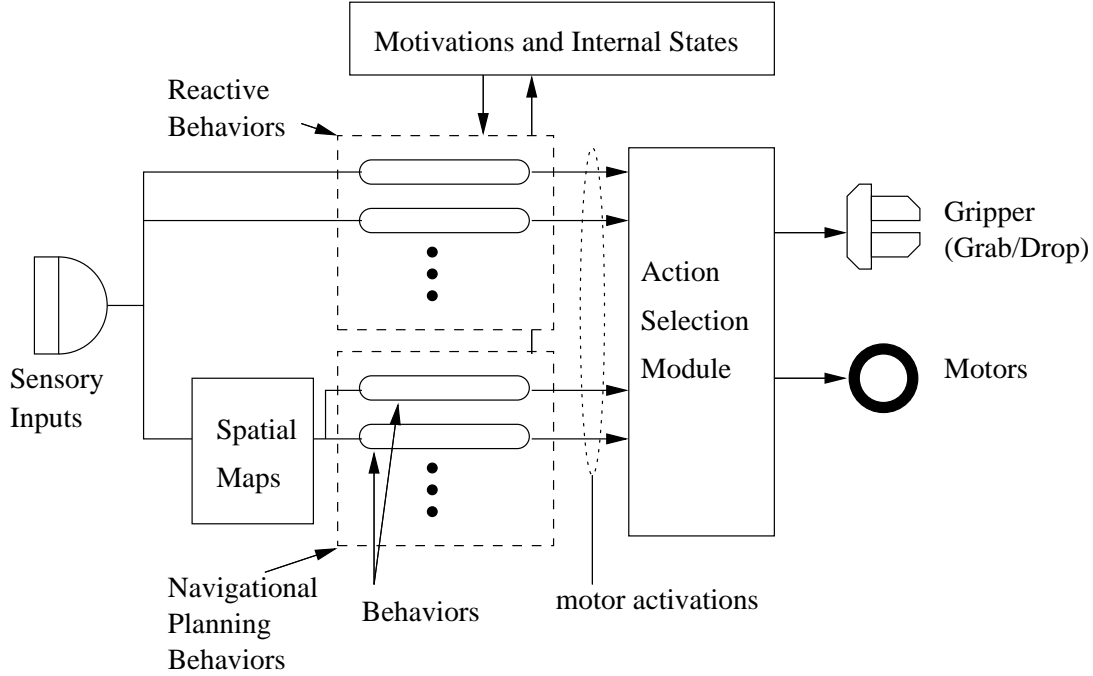 Motivations and Internal States
Reactive
Behaviors
Gripper
(Grab/Drop)
Action
Selection
Module
Sensory
Inputs
Motors
Spatial
Maps
Navigational
Planning
Behaviors
Behaviors
motor activations